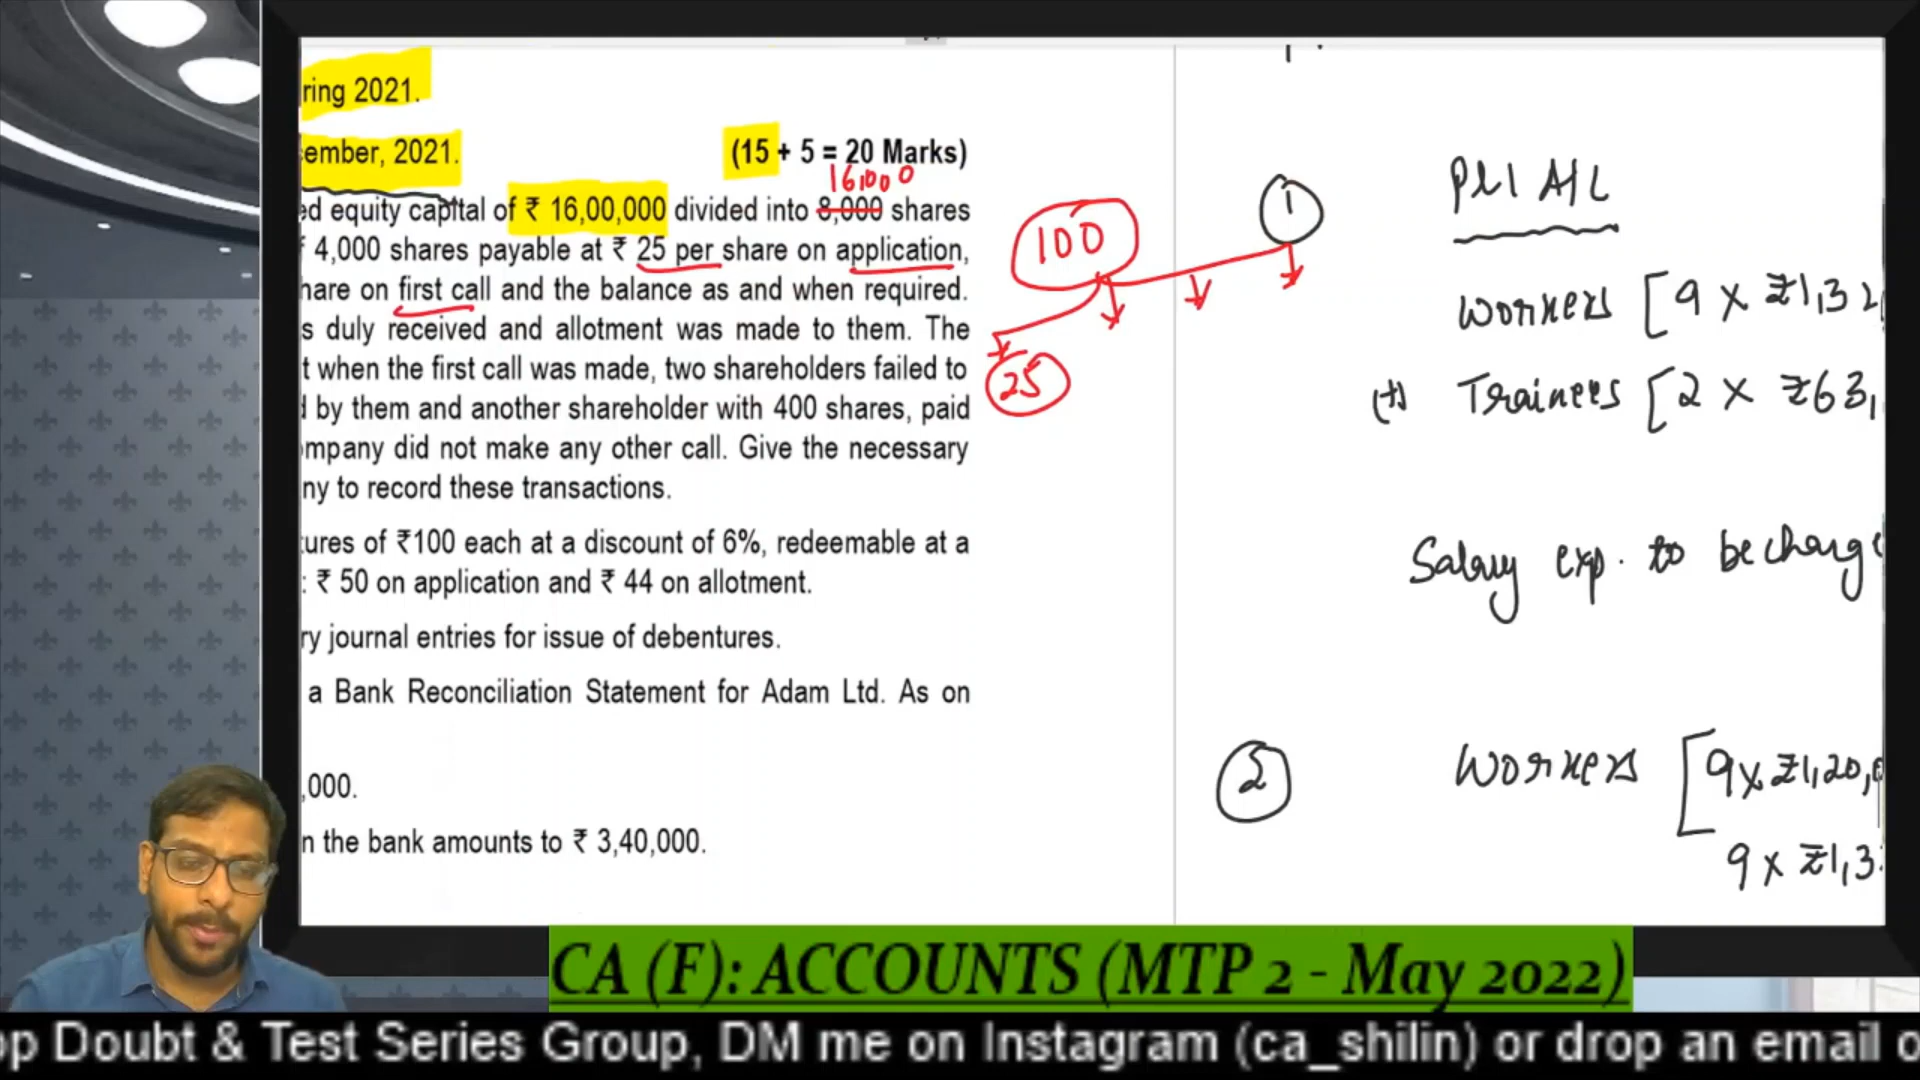 ring 2021.
ember, 2021.
(15 + 5 = 20 Marks)
16,000
ed equity capital of ₹ 16,00,000 divided into 8,000 shares
4,000 shares payable at ₹ 25 per share on application,
hare on first call and the balance as and when required.
s duly received and allotment was made to them. The
t when the first call was made, two shareholders failed to
d by them and another shareholder with 400 shares, paid
mpany did not make any other call. Give the necessary
ny to record these transactions.
tures of ₹100 each at a discount of 6%, redeemable at a
: ₹ 50 on application and ₹ 44 on allotment.
ry journal entries for issue of debentures.
a Bank Reconciliation Statement for Adam Ltd. As on
,000.
n the bank amounts to ₹ 3,40,000.
100
25
1
P&l A/c
Workers [9 x ₹1,32,
(+) Trainees [2 x ₹63,
Salary exp. to be charge
2
Workers [9x ₹1,20,
9 x ₹1,3
CA (F): ACCOUNTS (MTP 2 - May 2022)
op Doubt & Test Series Group, DM me on Instagram (ca_shilin) or drop an email o